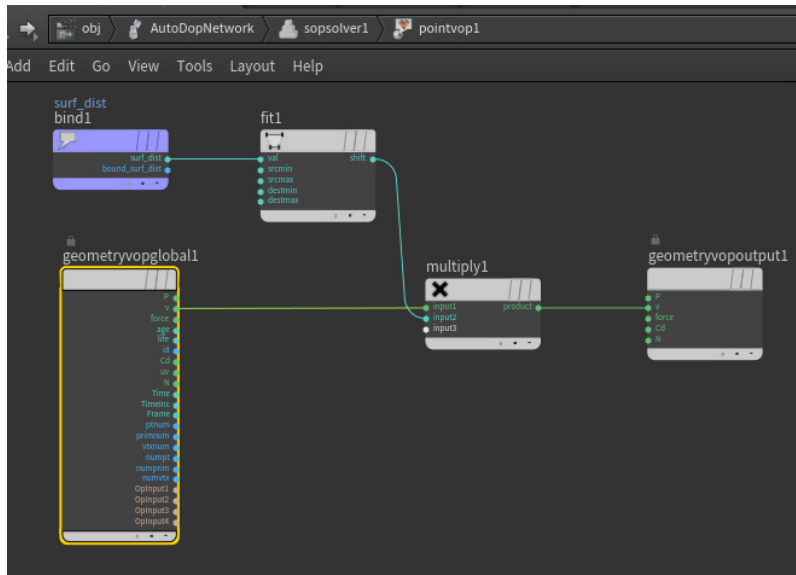 obj AutoDopNetwork sopsolver1 pointvop1
Add Edit Go View Tools Layout Help
surf_dist
bind1
surf_dist
bound_surf_dist
fit1
val shift
srcmin
srcmax
destmin
destmax
geometryvopglobal1
P
v
force
age
life
id
Cd
uv
N
Time
TimeInc
Frame
ptnum
primnum
vtxnum
numpt
numprim
numvtx
OpInput1
OpInput2
OpInput3
OpInput4
multiply1
input1 product
input2
input3
geometryvopoutput1
P
v
force
Cd
N